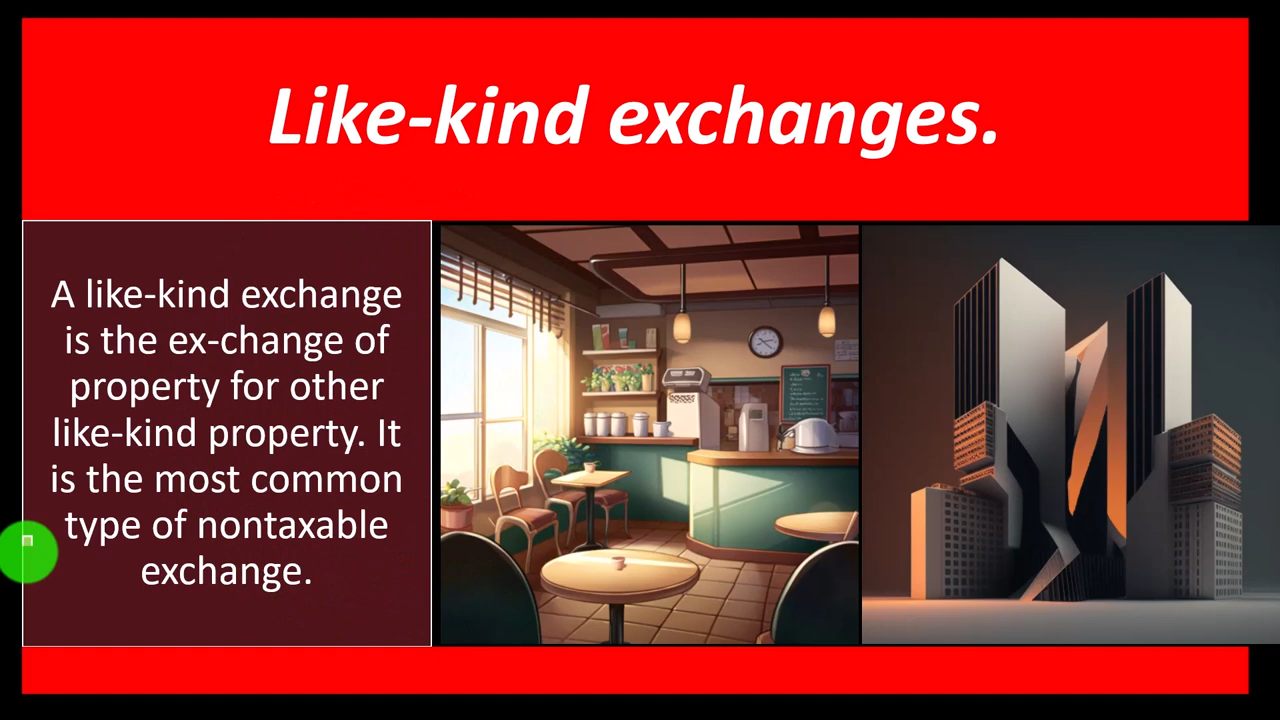 Like-kind exchanges.
A like-kind exchange
is the ex-change of
property for other
like-kind property. It
is the most common
type of nontaxable
exchange.